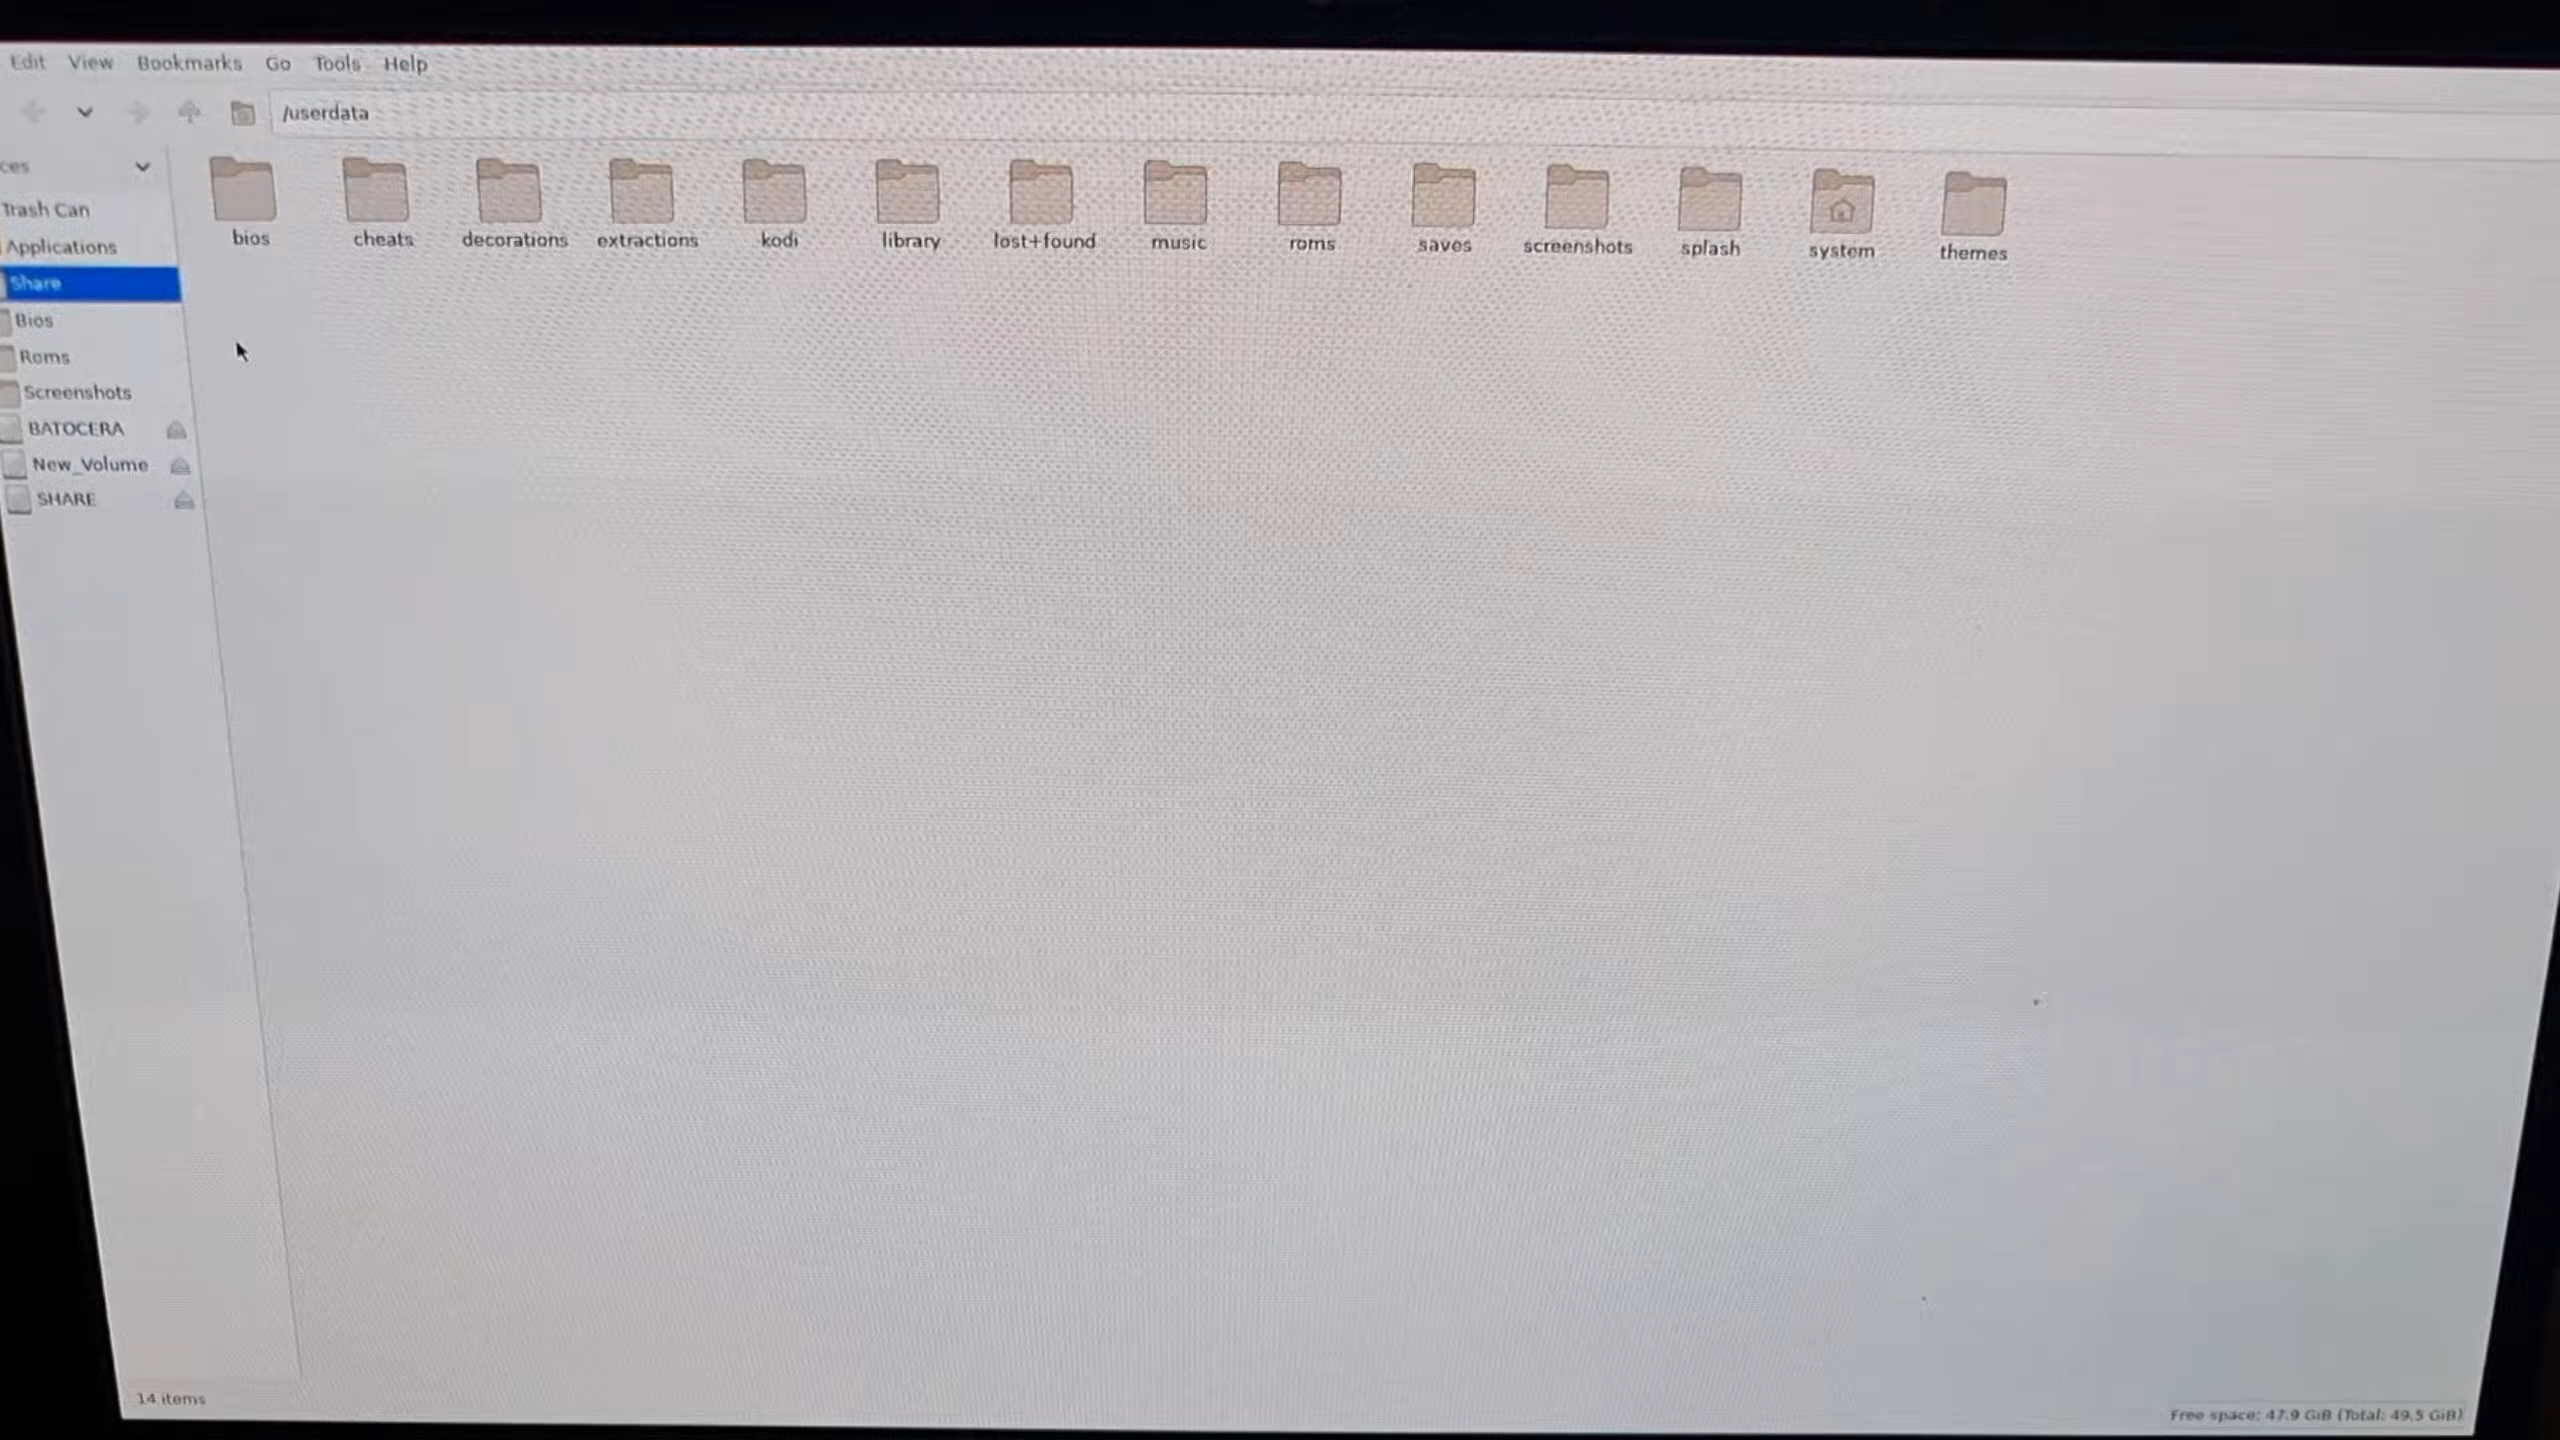 Edit View Bookmarks Go Tools Help
/userdata
ces
Trash Can
Applications
Share
Bios
Roms
Screenshots
BATOCERA
New_Volume
SHARE
bios cheats decorations extractions kodi library lost+found music roms saves screenshots splash system themes
14 items
Free space: 47.9 GiB (Total: 49.5 GiB)